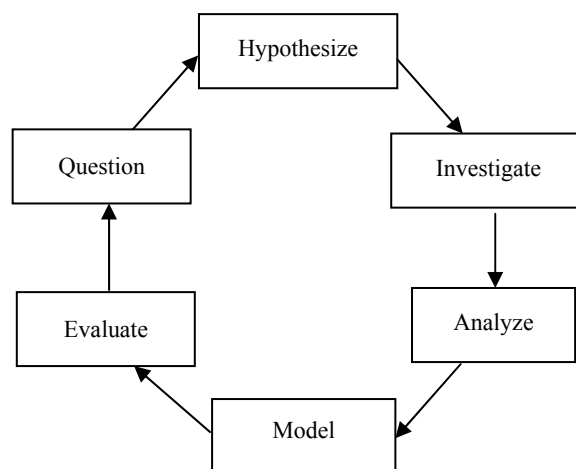 Hypothesize
Question
Investigate
Evaluate
Analyze
Model